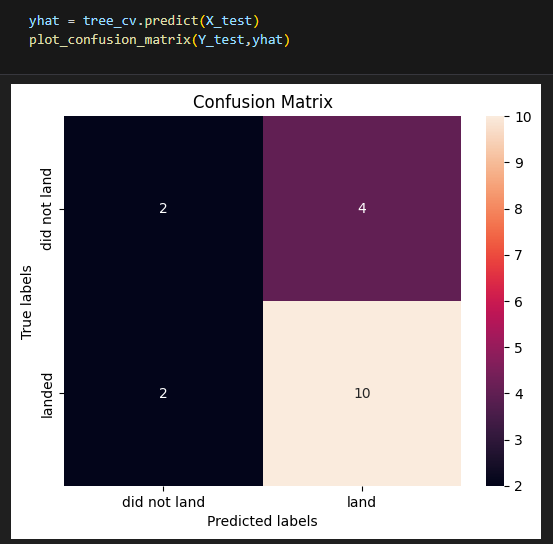 yhat = tree_cv.predict(X_test)
plot_confusion_matrix(Y_test,yhat)
Confusion Matrix
True labels
did not land
landed
2
4
2
10
did not land
land
Predicted labels
10
9
8
7
6
5
4
3
2